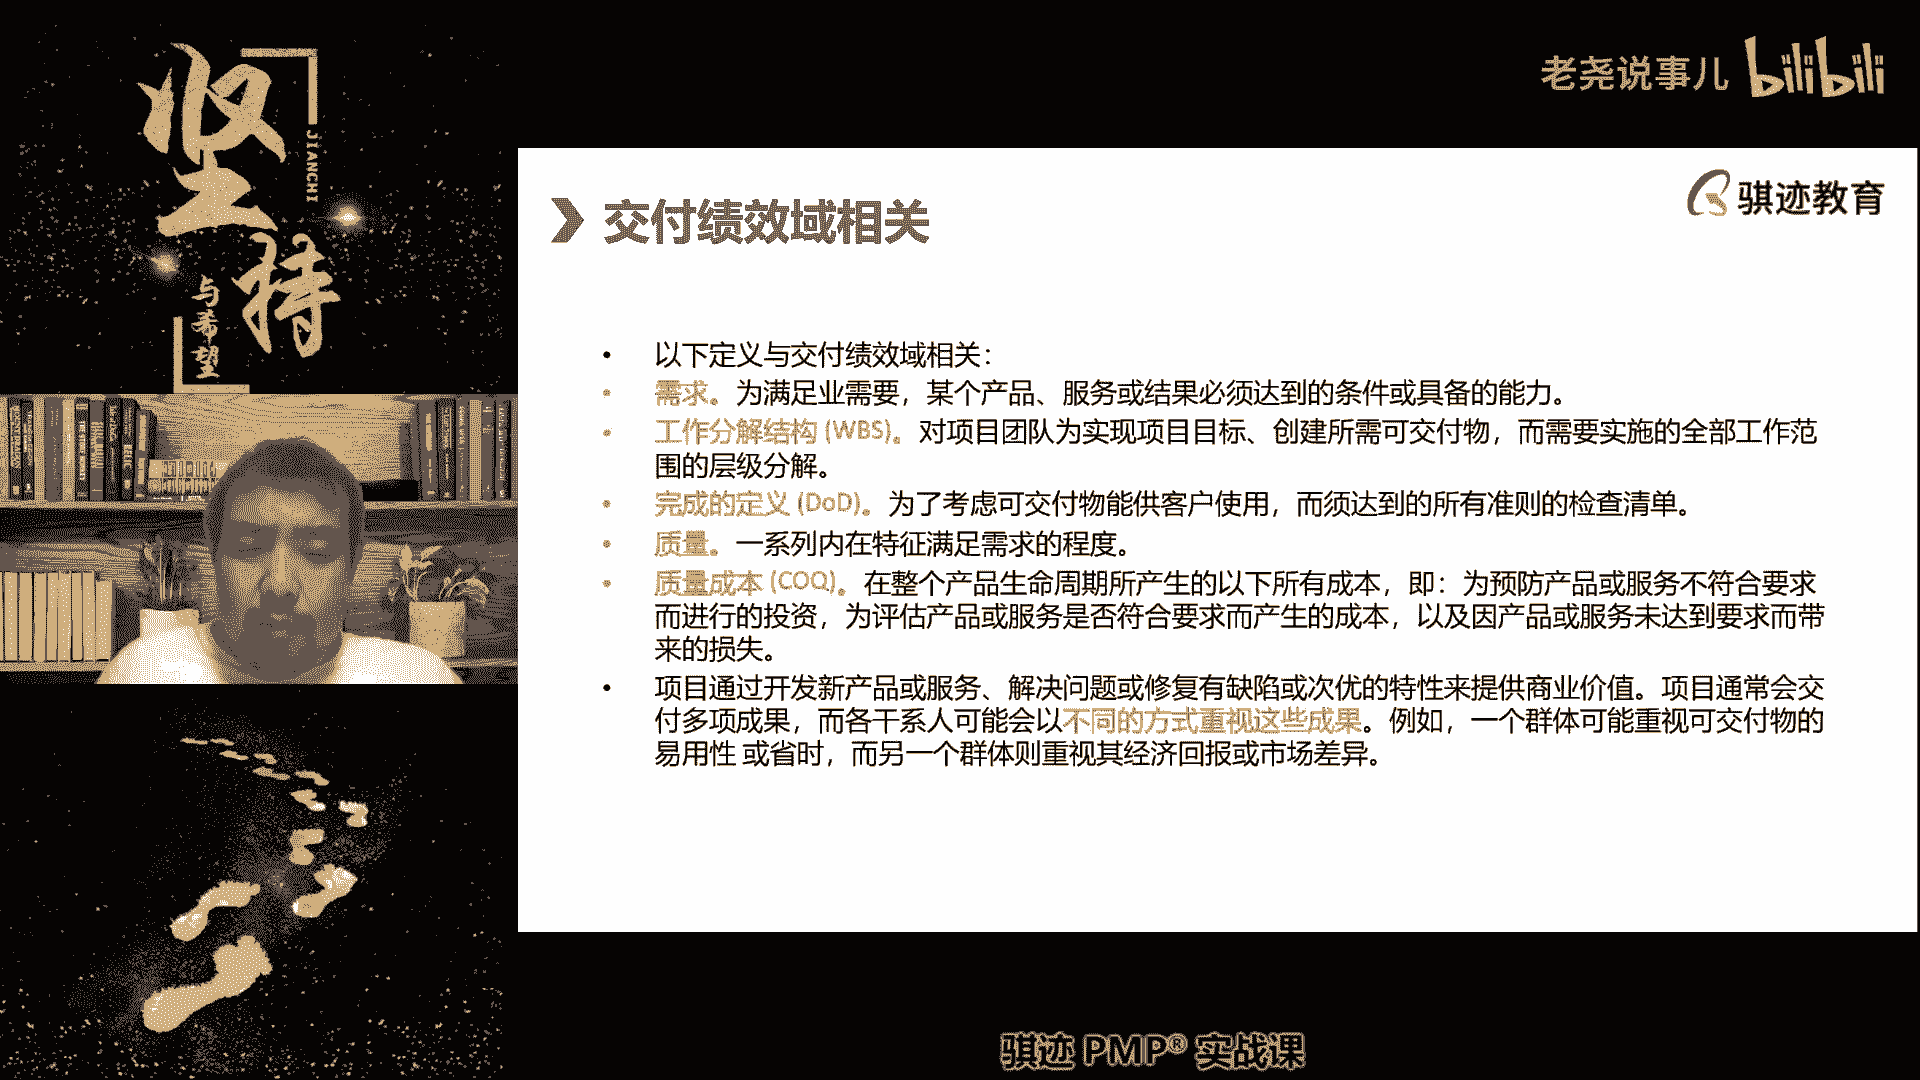 坚持
JIANCHI
与希望
老尧说事儿 bilibili
骐迹教育
交付绩效域相关
• 以下定义与交付绩效域相关：
• 需求。为满足业需要，某个产品、服务或结果必须达到的条件或具备的能力。
• 工作分解结构 (WBS)。对项目团队为实现项目目标、创建所需可交付物，而需要实施的全部工作范
围的层级分解。
• 完成的定义 (DoD)。为了考虑可交付物能供客户使用，而须达到的所有准则的检查清单。
• 质量。一系列内在特征满足需求的程度。
• 质量成本 (COQ)。在整个产品生命周期所产生的以下所有成本，即：为预防产品或服务不符合要求
而进行的投资，为评估产品或服务是否符合要求而产生的成本，以及因产品或服务未达到要求而带
来的损失。
• 项目通过开发新产品或服务、解决问题或修复有缺陷或次优的特性来提供商业价值。项目通常会交
付多项成果，而各干系人可能会以不同的方式重视这些成果。例如，一个群体可能重视可交付物的
易用性 或省时，而另一个群体则重视其经济回报或市场差异。
骐迹 PMP® 实战课